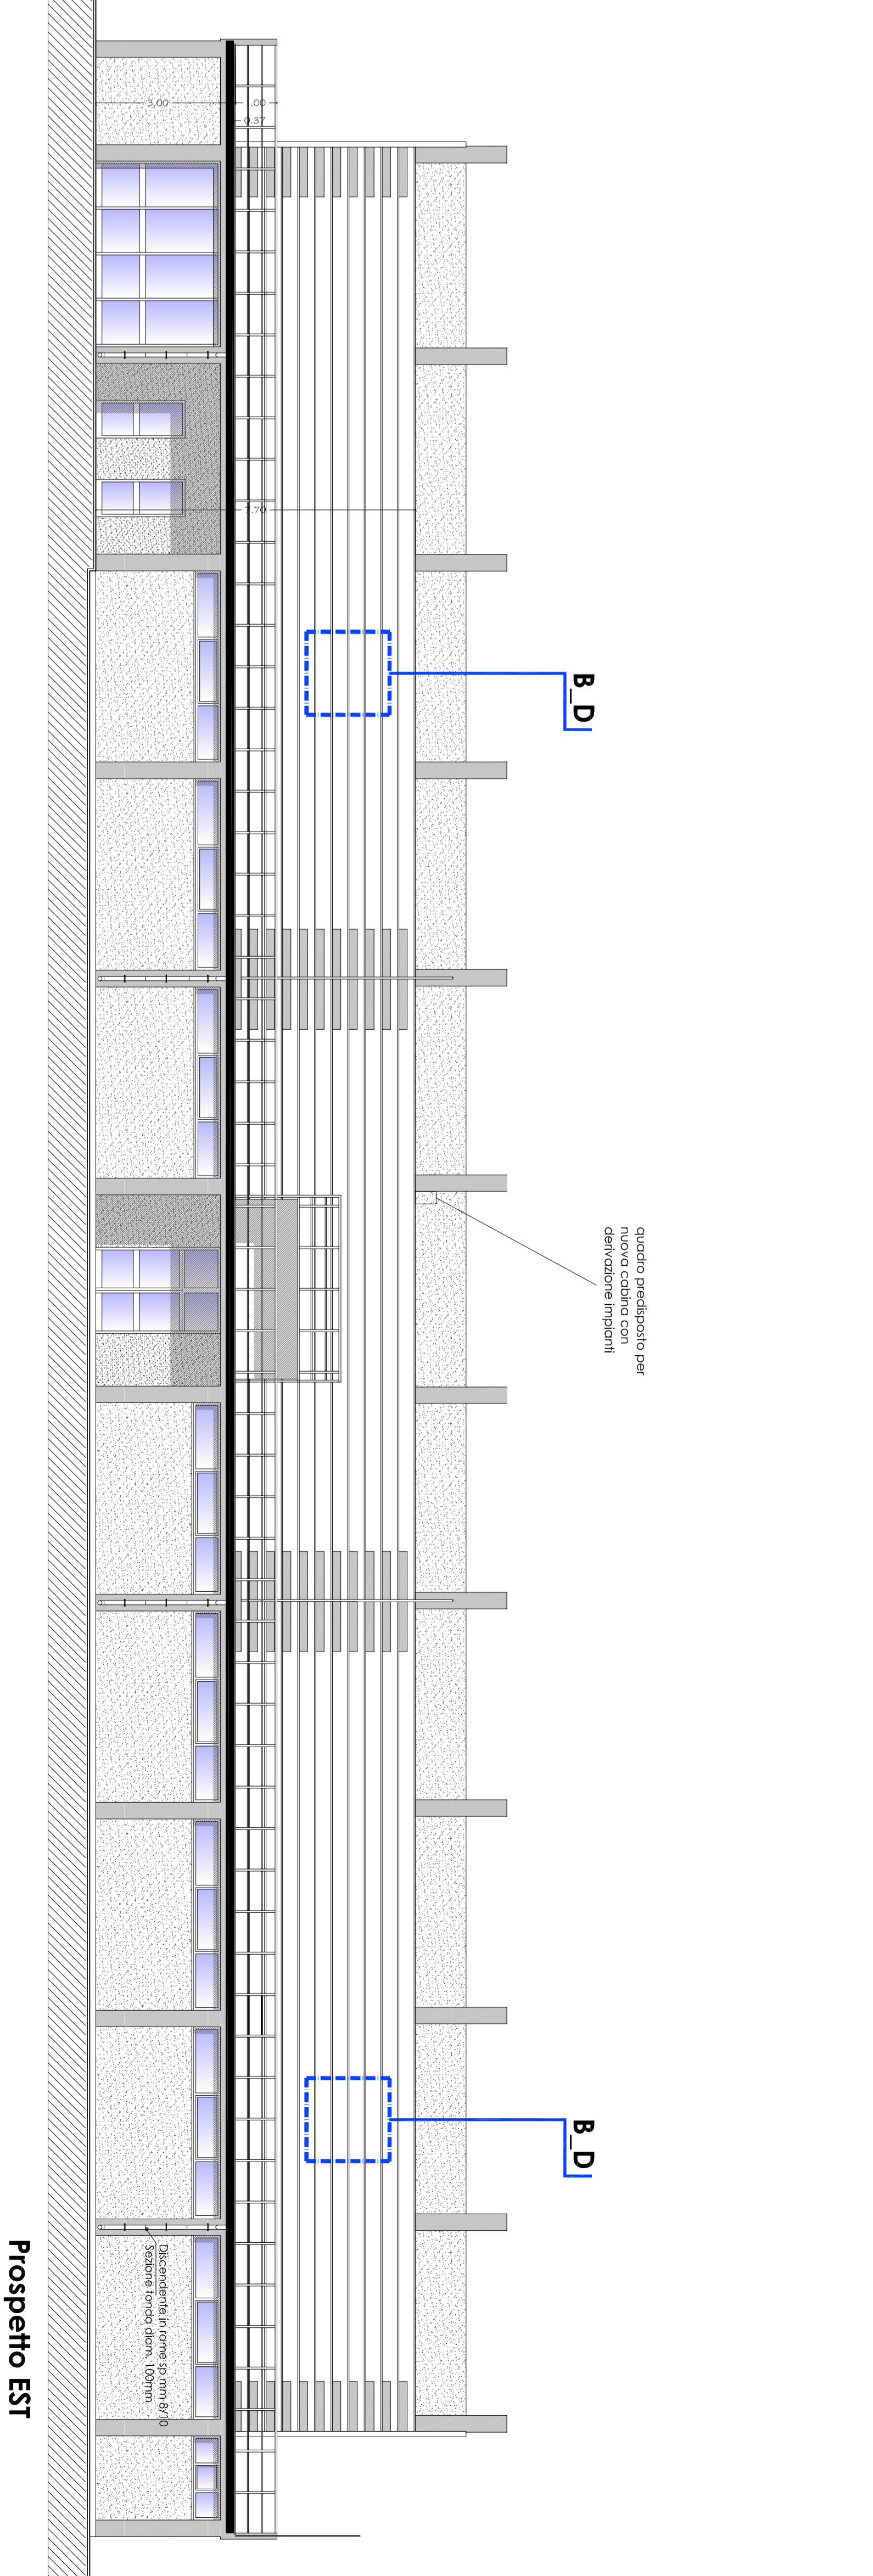 B_D
B_D
quadro predisposto per
nuova cabina con
derivazione impianti
3,00
1.00
0.37
7.70
Discendente in rame sp.mm 8/10
Sezione tonda diam. 100mm
Prospetto EST